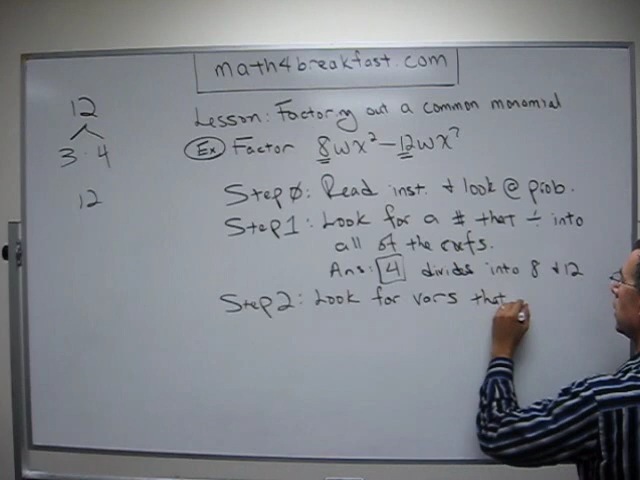 math4breakfast.com
12
3 · 4
12
Lesson: Factoring out a common monomial
Ex Factor 8wx² − 12wx⁷
Step 0: Read inst. & look @ prob.
Step 1: Look for a # that ÷ into
all of the coefs.
Ans: 4 divides into 8 & 12
Step 2: Look for vars that